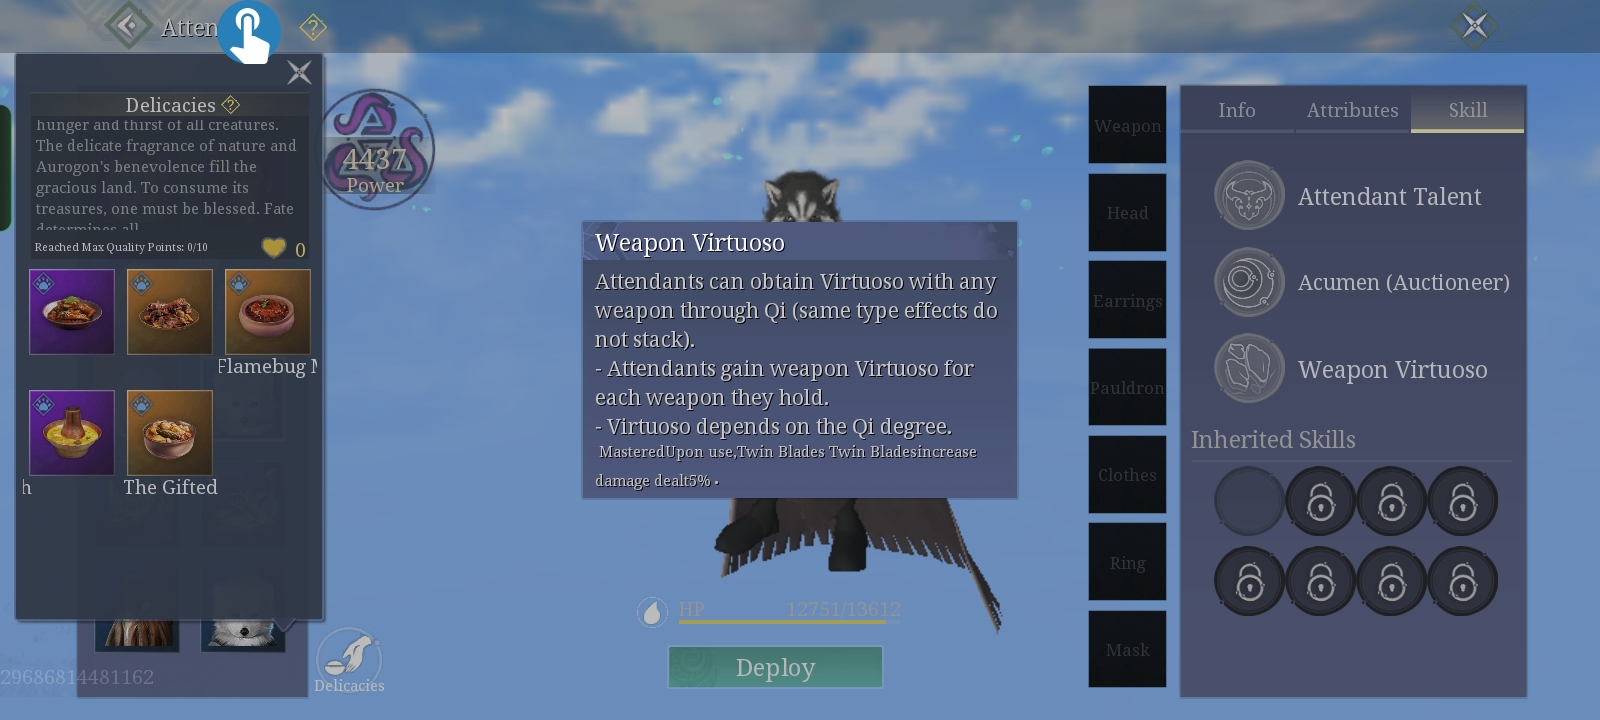 Atten
Delicacies
hunger and thirst of all creatures.
The delicate fragrance of nature and
Aurogon's benevolence fill the
gracious land. To consume its
treasures, one must be blessed. Fate
determines all
Reached Max Quality Points: 0/10
0
Flamebug M
h
The Gifted
4437
Power
29686814481162
Delicacies
Weapon Virtuoso
Attendants can obtain Virtuoso with any
weapon through Qi (same type effects do
not stack).
- Attendants gain weapon Virtuoso for
each weapon they hold.
- Virtuoso depends on the Qi degree.
MasteredUpon use,Twin Blades Twin Bladesincrease
damage dealt5% ·
HP 12751/13612
Deploy
Weapon
Head
Earrings
Pauldron
Clothes
Ring
Mask
Info Attributes Skill
Attendant Talent
Acumen (Auctioneer)
Weapon Virtuoso
Inherited Skills